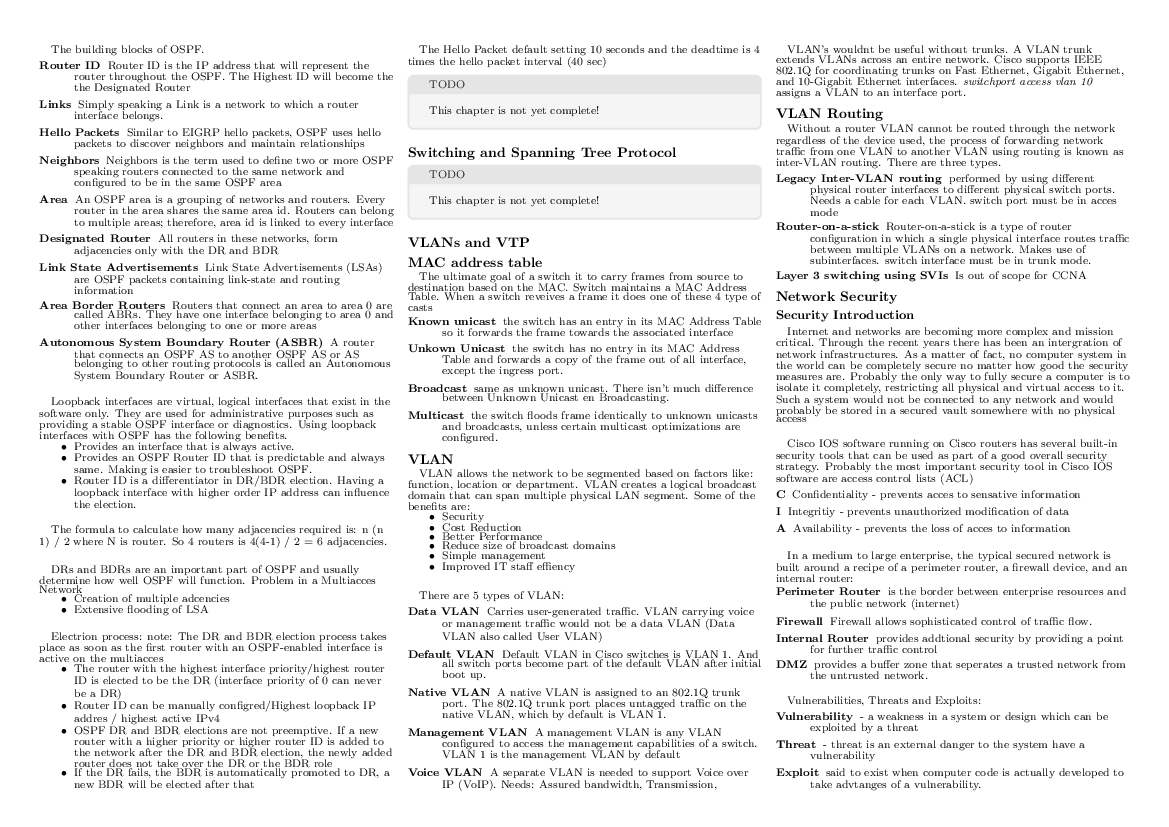 The building blocks of OSPF.
Router ID Router ID is the IP address that will represent the
router throughout the OSPF. The Highest ID will become the
the Designated Router
Links Simply speaking a Link is a network to which a router
interface belongs.
Hello Packets Similar to EIGRP hello packets, OSPF uses hello
packets to discover neighbors and maintain relationships
Neighbors Neighbors is the term used to define two or more OSPF
speaking routers connected to the same network and
configured to be in the same OSPF area
Area An OSPF area is a grouping of networks and routers. Every
router in the area shares the same area id. Routers can belong
to multiple areas; therefore, area id is linked to every interface
Designated Router All routers in these networks, form
adjacencies only with the DR and BDR
Link State Advertisements Link State Advertisements (LSAs)
are OSPF packets containing link-state and routing
information
Area Border Routers Routers that connect an area to area 0 are
called ABRs. They have one interface belonging to area 0 and
other interfaces belonging to one or more areas
Autonomous System Boundary Router (ASBR) A router
that connects an OSPF AS to another OSPF AS or AS
belonging to other routing protocols is called an Autonomous
System Boundary Router or ASBR.
Loopback interfaces are virtual, logical interfaces that exist in the
software only. They are used for administrative purposes such as
providing a stable OSPF interface or diagnostics. Using loopback
interfaces with OSPF has the following benefits.
• Provides an interface that is always active.
• Provides an OSPF Router ID that is predictable and always
same. Making is easier to troubleshoot OSPF.
• Router ID is a differentiator in DR/BDR election. Having a
loopback interface with higher order IP address can influence
the election.
The formula to calculate how many adjacencies required is: n (n
1) / 2 where N is router. So 4 routers is 4(4-1) / 2 = 6 adjacencies.
DRs and BDRs are an important part of OSPF and usually
determine how well OSPF will function. Problem in a Multiacces
Network
• Creation of multiple adcencies
• Extensive flooding of LSA
Electrion process: note: The DR and BDR election process takes
place as soon as the first router with an OSPF-enabled interface is
active on the multiacces
• The router with the highest interface priority/highest router
ID is elected to be the DR (interface priority of 0 can never
be a DR)
• Router ID can be manually configred/Highest loopback IP
addres / highest active IPv4
• OSPF DR and BDR elections are not preemptive. If a new
router with a higher priority or higher router ID is added to
the network after the DR and BDR election, the newly added
router does not take over the DR or the BDR role
• If the DR fails, the BDR is automatically promoted to DR, a
new BDR will be elected after that
The Hello Packet default setting 10 seconds and the deadtime is 4
times the hello packet interval (40 sec)
TODO
This chapter is not yet complete!
Switching and Spanning Tree Protocol
TODO
This chapter is not yet complete!
VLANs and VTP
MAC address table
The ultimate goal of a switch it to carry frames from source to
destination based on the MAC. Switch maintains a MAC Address
Table. When a switch reveives a frame it does one of these 4 type of
casts
Known unicast the switch has an entry in its MAC Address Table
so it forwards the frame towards the associated interface
Unkown Unicast the switch has no entry in its MAC Address
Table and forwards a copy of the frame out of all interface,
except the ingress port.
Broadcast same as unknown unicast. There isn't much difference
between Unknown Unicast en Broadcasting.
Multicast the switch floods frame identically to unknown unicasts
and broadcasts, unless certain multicast optimizations are
configured.
VLAN
VLAN allows the network to be segmented based on factors like:
function, location or department. VLAN creates a logical broadcast
domain that can span multiple physical LAN segment. Some of the
benefits are:
• Security
• Cost Reduction
• Better Performance
• Reduce size of broadcast domains
• Simple management
• Improved IT staff effiency
There are 5 types of VLAN:
Data VLAN Carries user-generated traffic. VLAN carrying voice
or management traffic would not be a data VLAN (Data
VLAN also called User VLAN)
Default VLAN Default VLAN in Cisco switches is VLAN 1. And
all switch ports become part of the default VLAN after initial
boot up.
Native VLAN A native VLAN is assigned to an 802.1Q trunk
port. The 802.1Q trunk port places untagged traffic on the
native VLAN, which by default is VLAN 1.
Management VLAN A management VLAN is any VLAN
configured to access the management capabilities of a switch.
VLAN 1 is the management VLAN by default
Voice VLAN A separate VLAN is needed to support Voice over
IP (VoIP). Needs: Assured bandwidth, Transmission,
VLAN's wouldnt be useful without trunks. A VLAN trunk
extends VLANs across an entire network. Cisco supports IEEE
802.1Q for coordinating trunks on Fast Ethernet, Gigabit Ethernet,
and 10-Gigabit Ethernet interfaces. switchport access vlan 10
assigns a VLAN to an interface port.
VLAN Routing
Without a router VLAN cannot be routed through the network
regardless of the device used, the process of forwarding network
traffic from one VLAN to another VLAN using routing is known as
inter-VLAN routing. There are three types.
Legacy Inter-VLAN routing performed by using different
physical router interfaces to different physical switch ports.
Needs a cable for each VLAN. switch port must be in acces
mode
Router-on-a-stick Router-on-a-stick is a type of router
configuration in which a single physical interface routes traffic
between multiple VLANs on a network. Makes use of
subinterfaces. switch interface must be in trunk mode.
Layer 3 switching using SVIs Is out of scope for CCNA
Network Security
Security Introduction
Internet and networks are becoming more complex and mission
critical. Through the recent years there has been an intergration of
network infrastructures. As a matter of fact, no computer system in
the world can be completely secure no matter how good the security
measures are. Probably the only way to fully secure a computer is to
isolate it completely, restricting all physical and virtual access to it.
Such a system would not be connected to any network and would
probably be stored in a secured vault somewhere with no physical
access
Cisco IOS software running on Cisco routers has several built-in
security tools that can be used as part of a good overall security
strategy. Probably the most important security tool in Cisco IOS
software are access control lists (ACL)
C Confidentiality - prevents acces to sensative information
I Integritiy - prevents unauthorized modification of data
A Availability - prevents the loss of acces to information
In a medium to large enterprise, the typical secured network is
built around a recipe of a perimeter router, a firewall device, and an
internal router:
Perimeter Router is the border between enterprise resources and
the public network (internet)
Firewall Firewall allows sophisticated control of traffic flow.
Internal Router provides addtional security by providing a point
for further traffic control
DMZ provides a buffer zone that seperates a trusted network from
the untrusted network.
Vulnerabilities, Threats and Exploits:
Vulnerability - a weakness in a system or design which can be
exploited by a threat
Threat - threat is an external danger to the system have a
vulnerability
Exploit said to exist when computer code is actually developed to
take advtanges of a vulnerability.